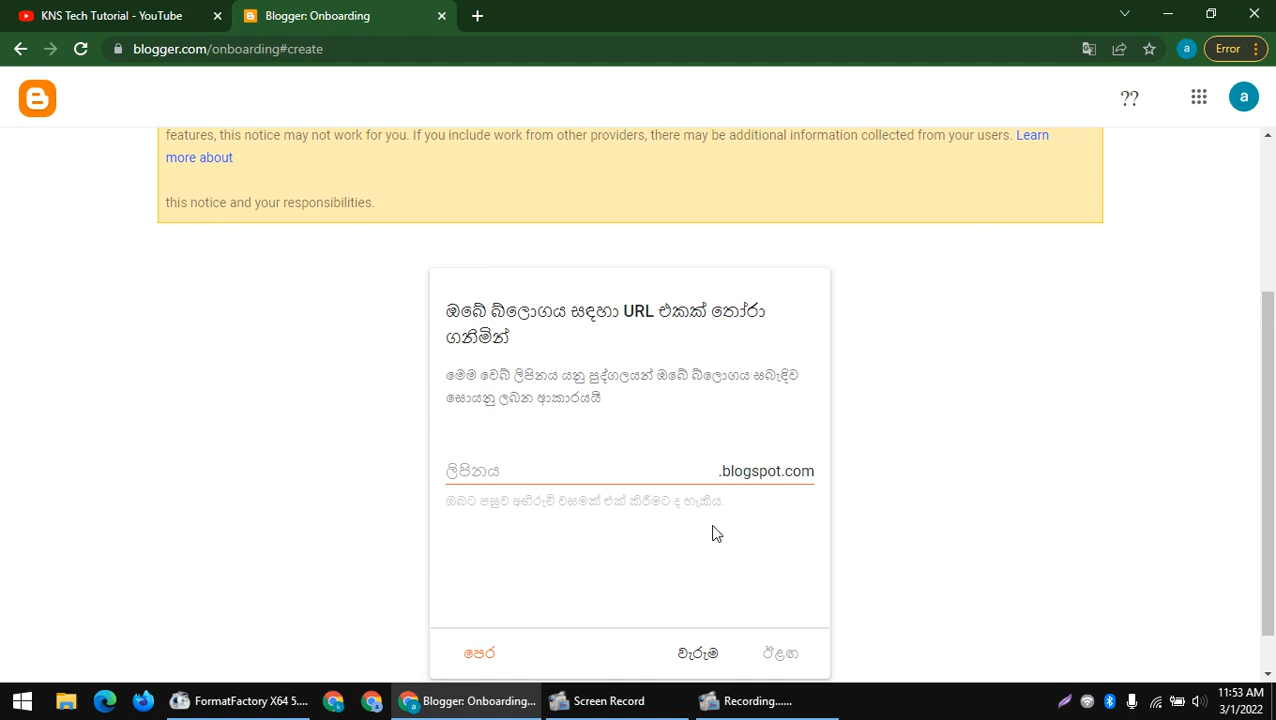 KNS Tech Tutorial - YouTube
Blogger: Onboarding
blogger.com/onboarding#create
a
Error
??
a
features, this notice may not work for you. If you include work from other providers, there may be additional information collected from your users. Learn
more about
this notice and your responsibilities.
ඔබේ බ්ලොගය සඳහා URL එකක් තෝරා
ගනිමින්
මෙම වෙබ් ලිපිනය යනු පුද්ගලයන් ඔබේ බ්ලොගය සබැඳිව
සොයනු ලබන ආකාරයයි
ලිපිනය
.blogspot.com
ඔබට පසුව අභිරුචි වසමක් එක් කිරීමට ද හැකිය.
පෙර
වැරුම
ඊළඟ
FormatFactory X64 5....
Blogger: Onboarding...
Screen Record
Recording......
11:53 AM
3/1/2022